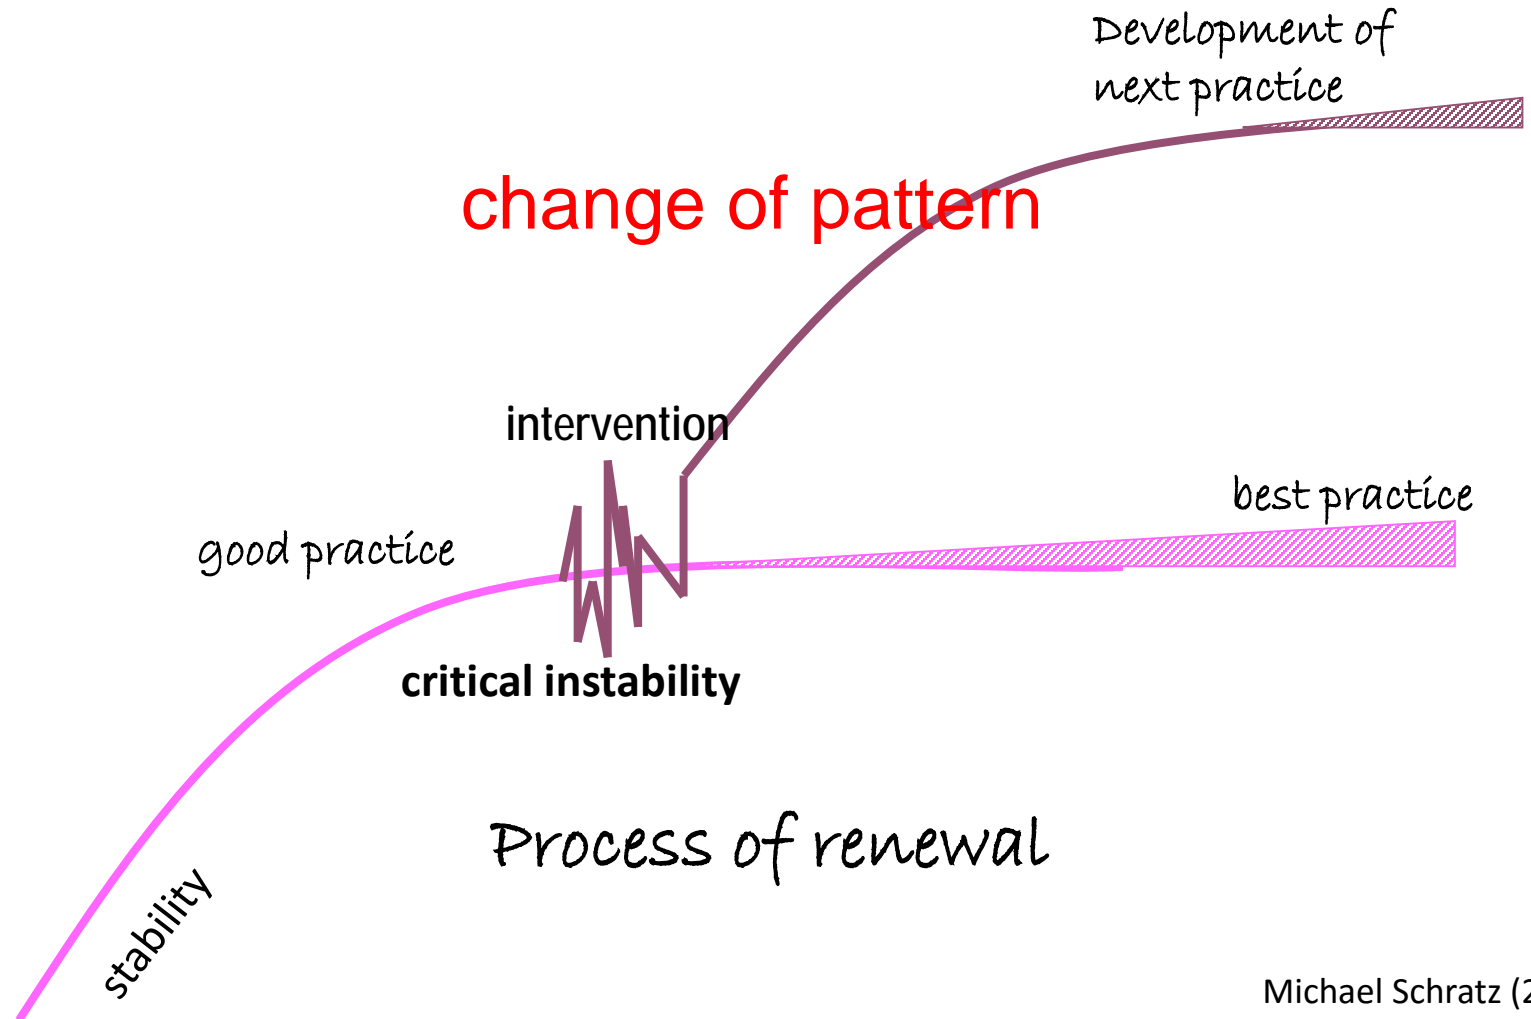 Development of
next practice
change of pattern
intervention
best practice
good practice
critical instability
Process of renewal
stability
Michael Schratz (2